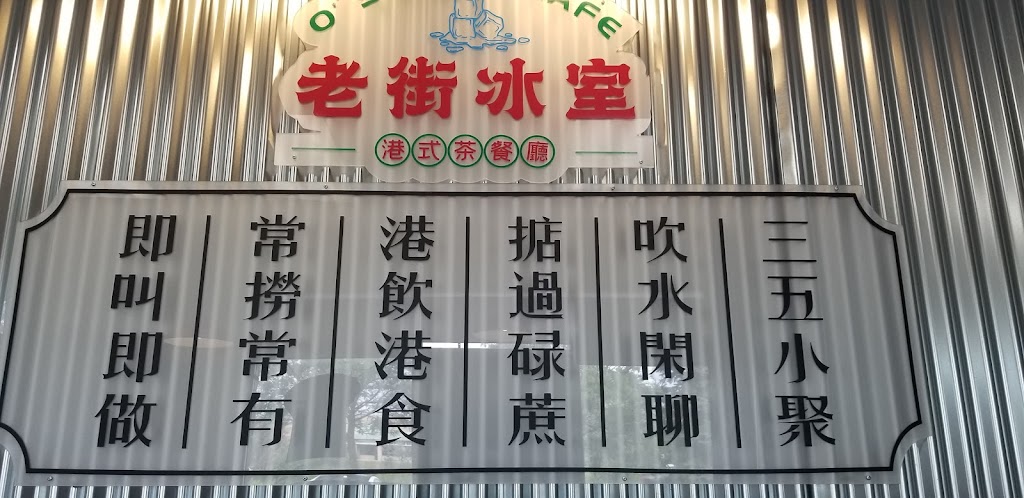 老街冰室
港式茶餐廳
三五小聚
吹水閑聊
掂過碌蔗
港飲港食
常撈常有
即叫即做